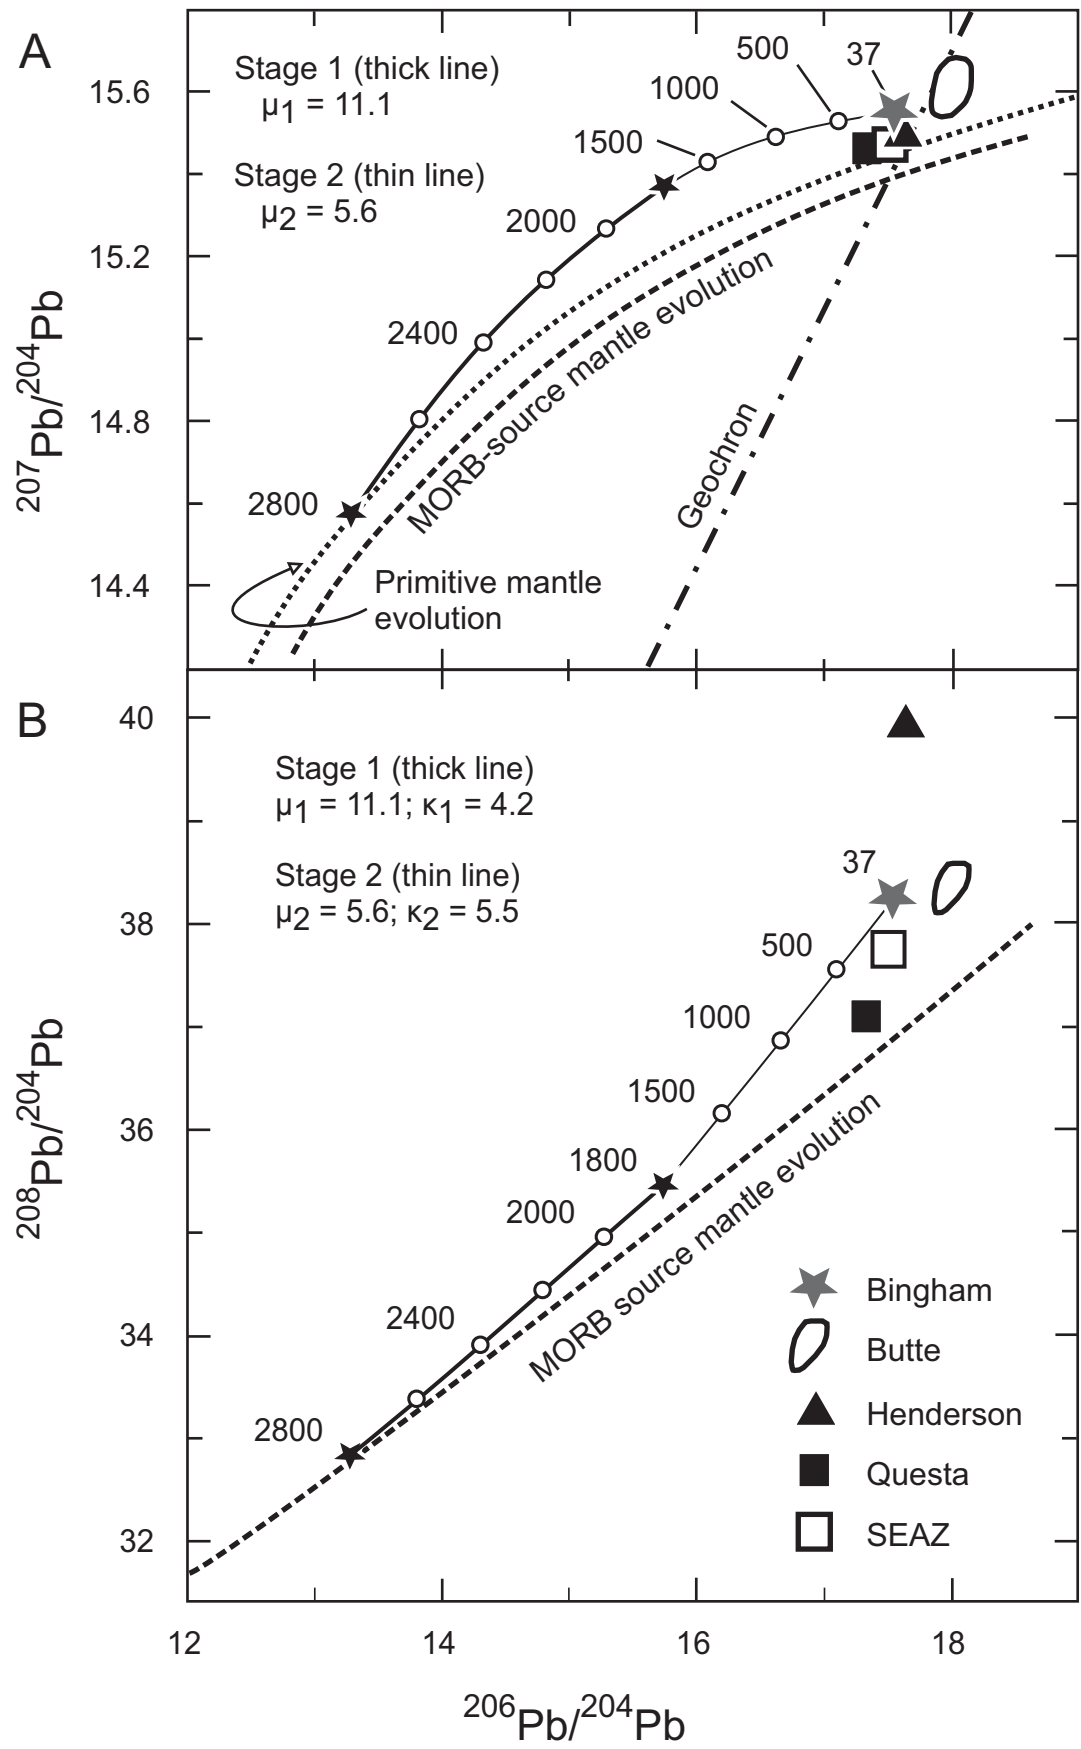 A
Stage 1 (thick line)
μ1 = 11.1
Stage 2 (thin line)
μ2 = 5.6
500
37
1000
1500
2000
2400
2800
15.6
15.2
14.8
14.4
207Pb/204Pb
MORB-source mantle evolution
Geochron
Primitive mantle
evolution
B
Stage 1 (thick line)
μ1 = 11.1; κ1 = 4.2
Stage 2 (thin line)
μ2 = 5.6; κ2 = 5.5
37
500
1000
1500
1800
2000
2400
2800
40
38
36
34
32
208Pb/204Pb
MORB source mantle evolution
Bingham
Butte
Henderson
Questa
SEAZ
12
14
16
18
206Pb/204Pb